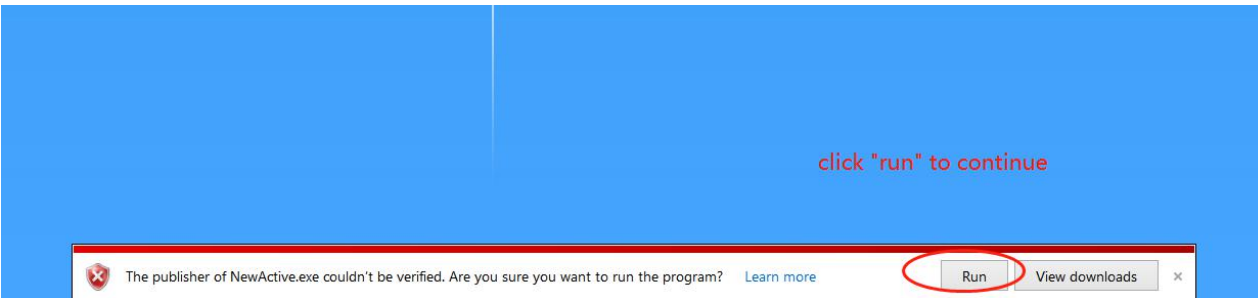 click "run" to continue
The publisher of NewActive.exe couldn't be verified. Are you sure you want to run the program? Learn more Run View downloads ×